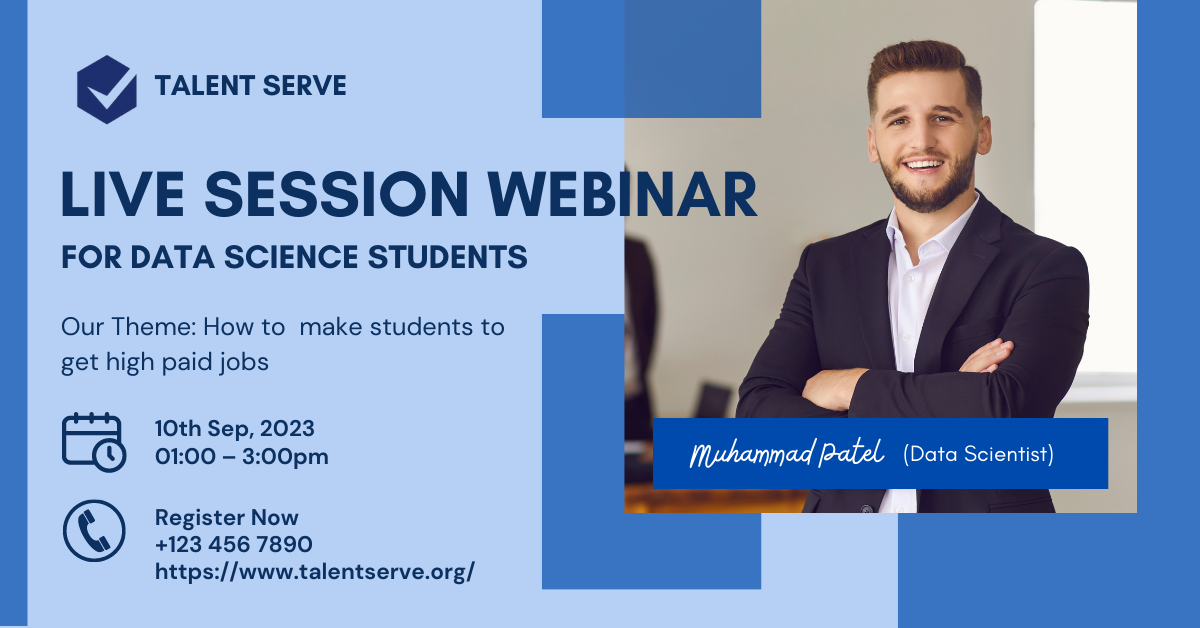 TALENT SERVE
LIVE SESSION WEBINAR
FOR DATA SCIENCE STUDENTS
Our Theme: How to  make students to
get high paid jobs
10th Sep, 2023
01:00 – 3:00pm
Register Now
+123 456 7890
https://www.talentserve.org/
Muhammad Patel (Data Scientist)